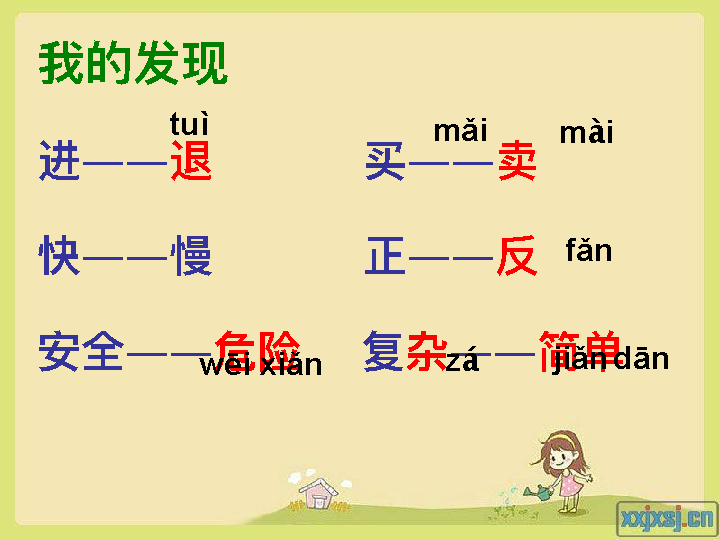 我的发现
tuì mǎi mài
进——退 买——卖
快——慢 正——反 fǎn
安全——危险 复杂——简单
wēi xiǎn zá jiǎn dān
xxjxsj.cn